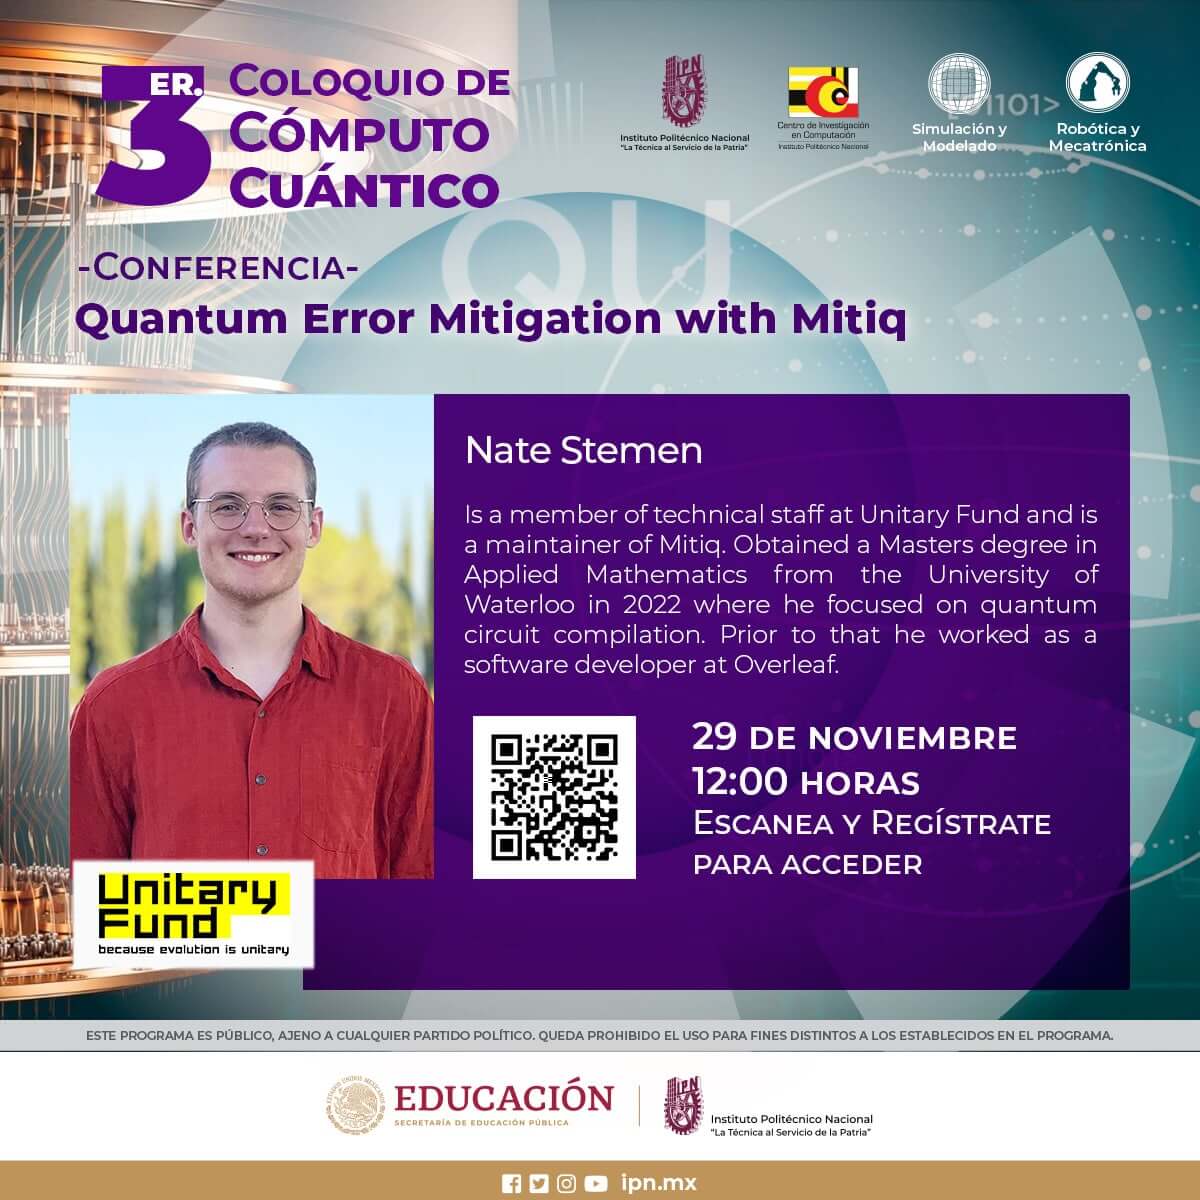 3ER.
COLOQUIO DE
CÓMPUTO
CUÁNTICO
IPN
Instituto Politécnico Nacional
"La Técnica al Servicio de la Patria"
Centro de Investigación
en Computación
Instituto Politécnico Nacional
Simulación y
Modelado
Robótica y
Mecatrónica
1101>
QU
-CONFERENCIA-
Quantum Error Mitigation with Mitiq
Nate Stemen
Is a member of technical staff at Unitary Fund and is
a maintainer of Mitiq. Obtained a Masters degree in
Applied Mathematics from the University of
Waterloo in 2022 where he focused on quantum
circuit compilation. Prior to that he worked as a
software developer at Overleaf.
29 DE NOVIEMBRE
12:00 HORAS
ESCANEA Y REGÍSTRATE
PARA ACCEDER
Unitary
Fund
because evolution is unitary
ESTE PROGRAMA ES PÚBLICO, AJENO A CUALQUIER PARTIDO POLÍTICO. QUEDA PROHIBIDO EL USO PARA FINES DISTINTOS A LOS ESTABLECIDOS EN EL PROGRAMA.
ESTADOS UNIDOS MEXICANOS
EDUCACIÓN
SECRETARÍA DE EDUCACIÓN PÚBLICA
IPN
Instituto Politécnico Nacional
"La Técnica al Servicio de la Patria"
ipn.mx